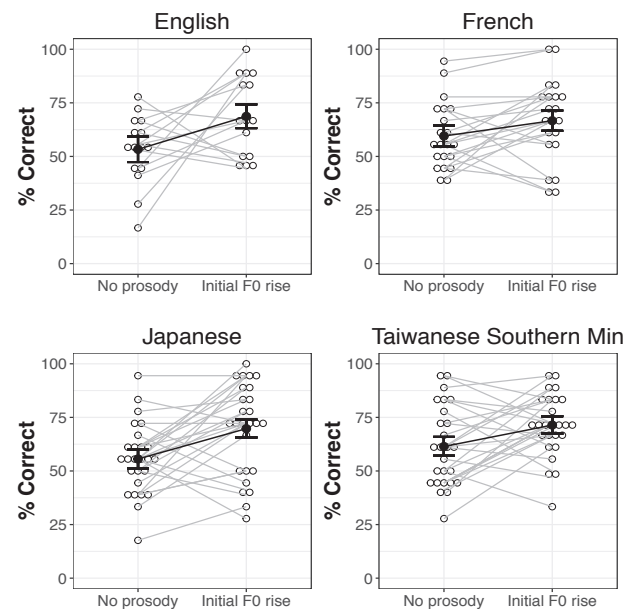 English
French
% Correct
100
75
50
25
0
No prosody
Initial F0 rise
% Correct
100
75
50
25
0
No prosody
Initial F0 rise
Japanese
Taiwanese Southern Min
% Correct
100
75
50
25
0
No prosody
Initial F0 rise
% Correct
100
75
50
25
0
No prosody
Initial F0 rise